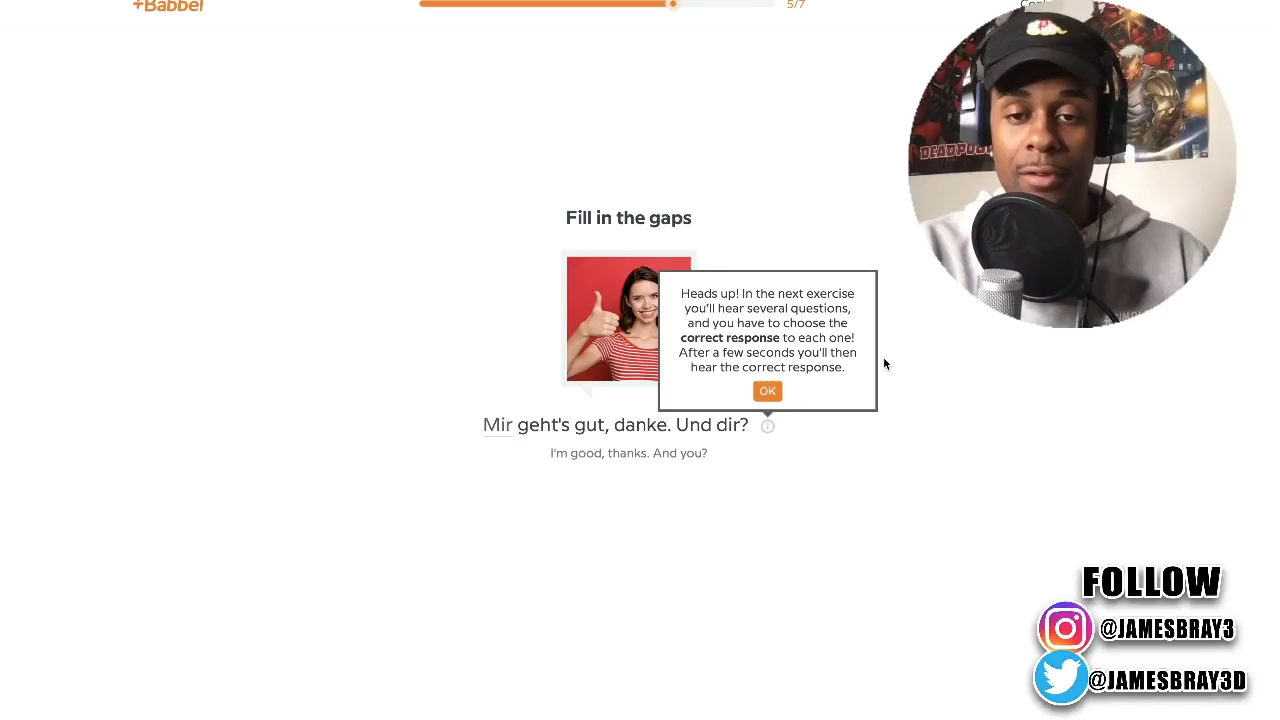 +Babbel
5/7
DEADPOOL
Fill in the gaps
Heads up! In the next exercise
you'll hear several questions,
and you have to choose the
correct response to each one!
After a few seconds you'll then
hear the correct response.
OK
Mir geht's gut, danke. Und dir?
I'm good, thanks. And you?
FOLLOW
@JAMESBRAY3
@JAMESBRAY3D